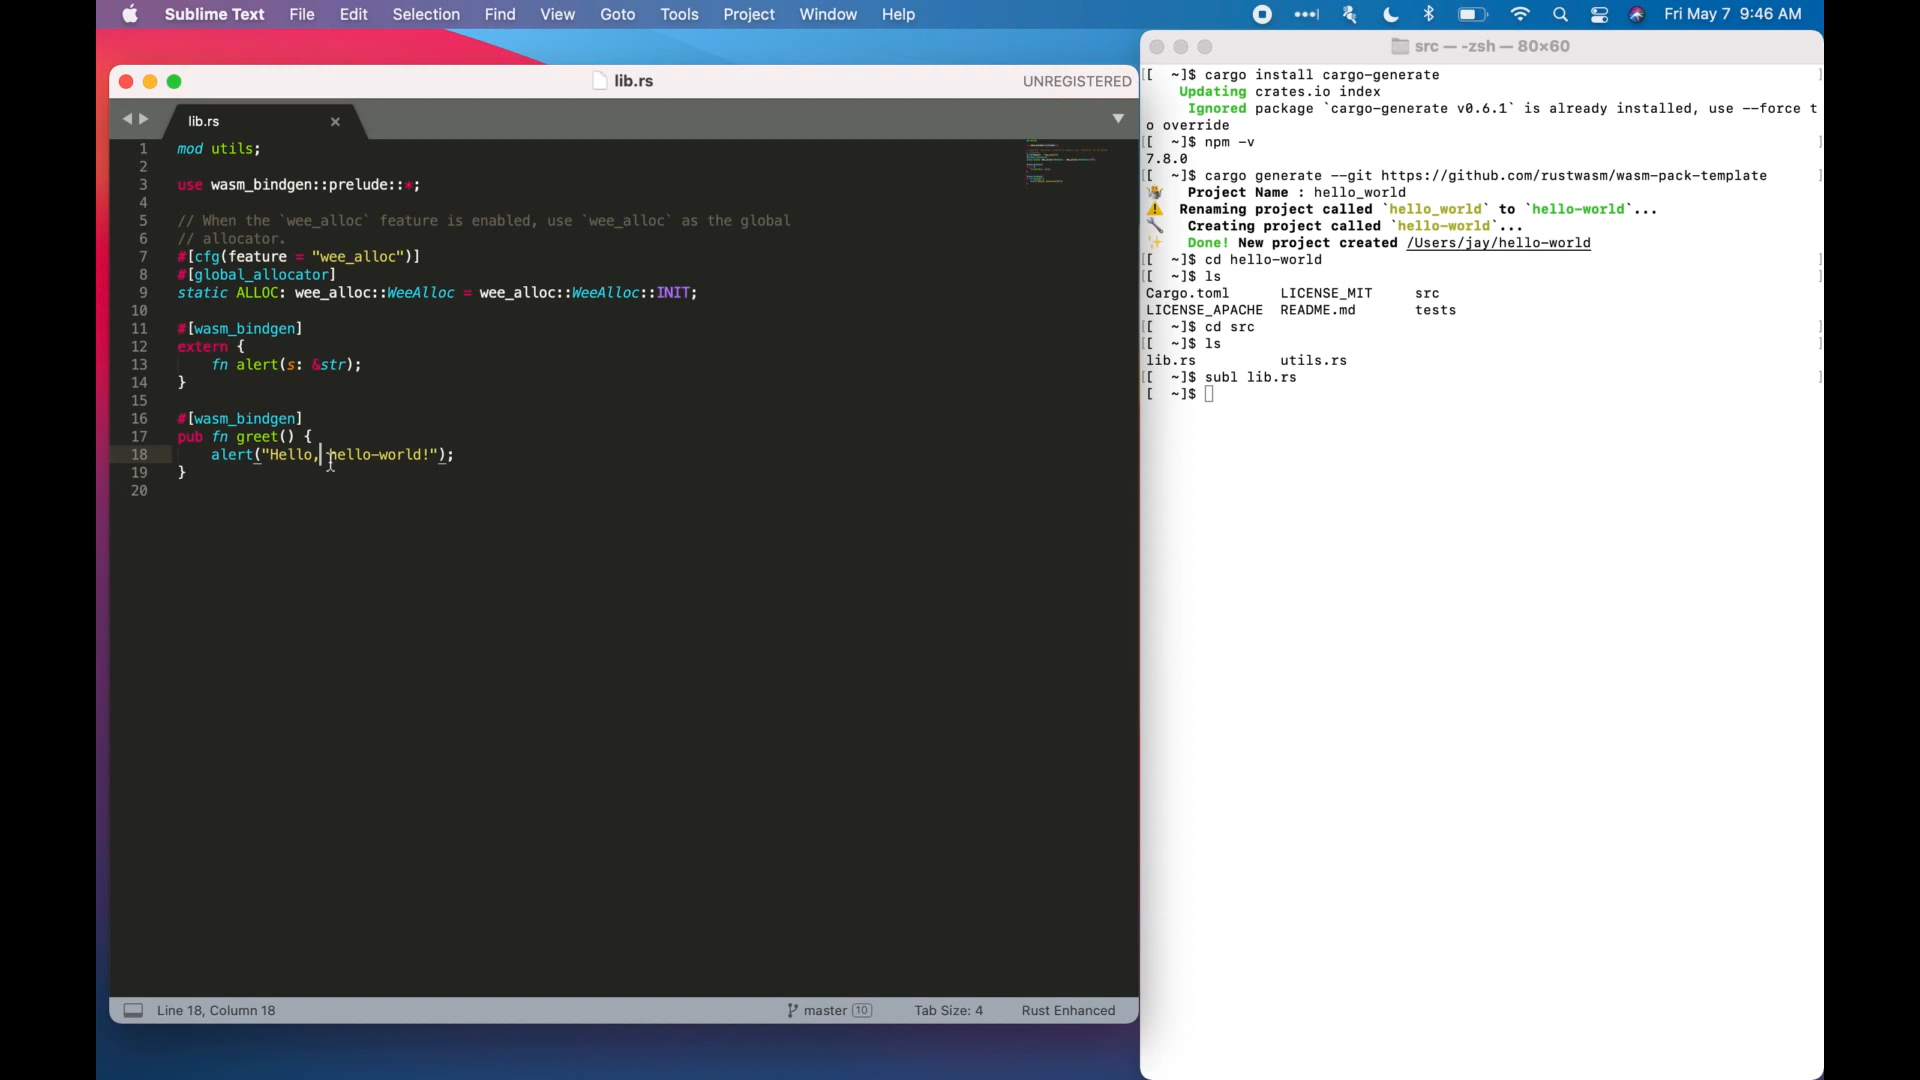 Sublime Text File Edit Selection Find View Goto Tools Project Window Help
Fri May 7 9:46 AM
lib.rs
UNREGISTERED
lib.rs
1 mod utils;
2
3 use wasm_bindgen::prelude::*;
4
5 // When the `wee_alloc` feature is enabled, use `wee_alloc` as the global
6 // allocator.
7 #[cfg(feature = "wee_alloc")]
8 #[global_allocator]
9 static ALLOC: wee_alloc::WeeAlloc = wee_alloc::WeeAlloc::INIT;
10
11 #[wasm_bindgen]
12 extern {
13 fn alert(s: &str);
14 }
15
16 #[wasm_bindgen]
17 pub fn greet() {
18 alert("Hello, hello-world!");
19 }
20
Line 18, Column 18
master 10
Tab Size: 4
Rust Enhanced
src — -zsh — 80×60
[[ ~]$ cargo install cargo-generate ]
Updating crates.io index
Ignored package `cargo-generate v0.6.1` is already installed, use --force t
o override
[[ ~]$ npm -v ]
7.8.0
[[ ~]$ cargo generate --git https://github.com/rustwasm/wasm-pack-template ]
Project Name : hello_world
Renaming project called `hello_world` to `hello-world`...
Creating project called `hello-world`...
Done! New project created /Users/jay/hello-world
[[ ~]$ cd hello-world ]
[[ ~]$ ls ]
Cargo.toml LICENSE_MIT src
LICENSE_APACHE README.md tests
[[ ~]$ cd src ]
[[ ~]$ ls ]
lib.rs utils.rs
[[ ~]$ subl lib.rs ]
[ ~]$